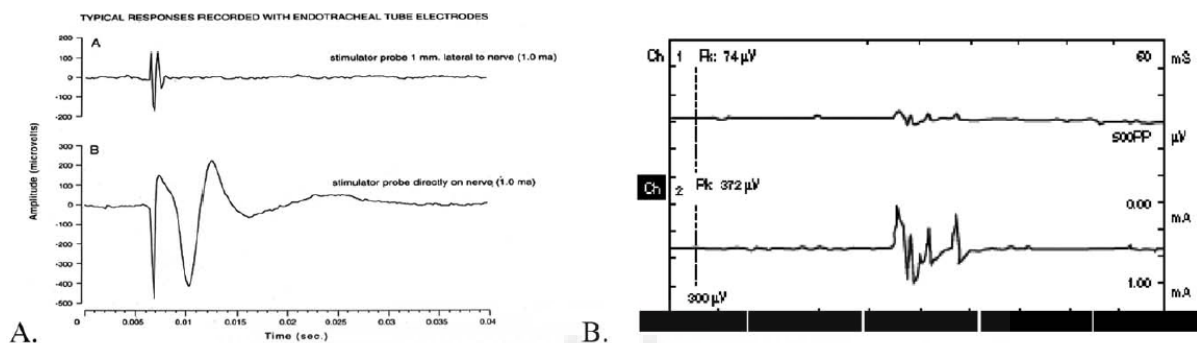 TYPICAL RESPONSES RECORDED WITH ENDOTRACHEAL TUBE ELECTRODES
A
stimulator probe 1 mm. lateral to nerve (1.0 ma)
200
100
0
-100
-200
B
stimulator probe directly on nerve (1.0 ma)
300
200
100
0
-100
-200
-300
-400
-500
Amplitude (microvolts)
0 0.01 0.015 0.02 0.025 0.03 0.04
Time (sec.)
A.
Ch 1 Pk: 74 µV 60 mS
500PP µV
Ch 2 Pk: 372 µV
0.00 mA
1.00 mA
300 µV
B.